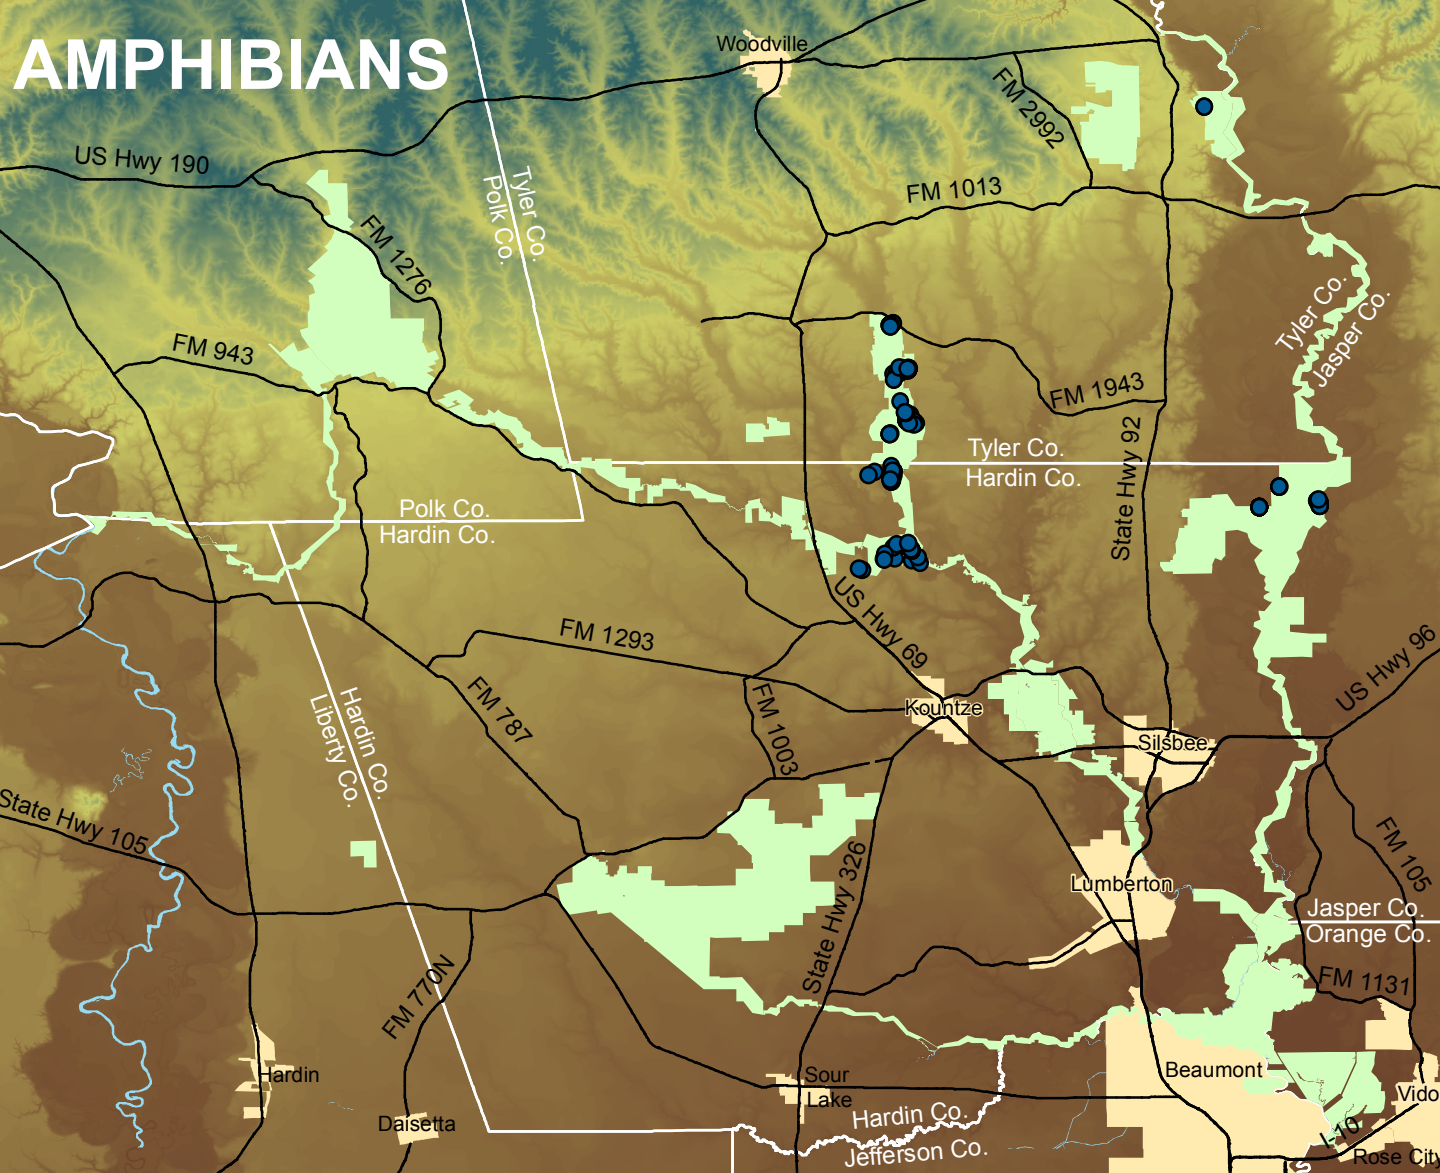 AMPHIBIANS
Woodville
FM 2992
US Hwy 190
Tyler Co.
Polk Co.
FM 1013
FM 1276
Tyler Co.
Jasper Co.
FM 943
FM 1943
State Hwy 92
Tyler Co.
Hardin Co.
Polk Co.
Hardin Co.
US Hwy 69
FM 1293
US Hwy 96
Hardin Co.
Liberty Co.
FM 787
FM 1003
Kountze
Silsbee
State Hwy 105
FM 105
State Hwy 326
Lumberton
Jasper Co.
Orange Co.
FM 770N
FM 1131
Hardin
Sour
Lake
Beaumont
Vido
Daisetta
Hardin Co.
Jefferson Co.
I-10
Rose City